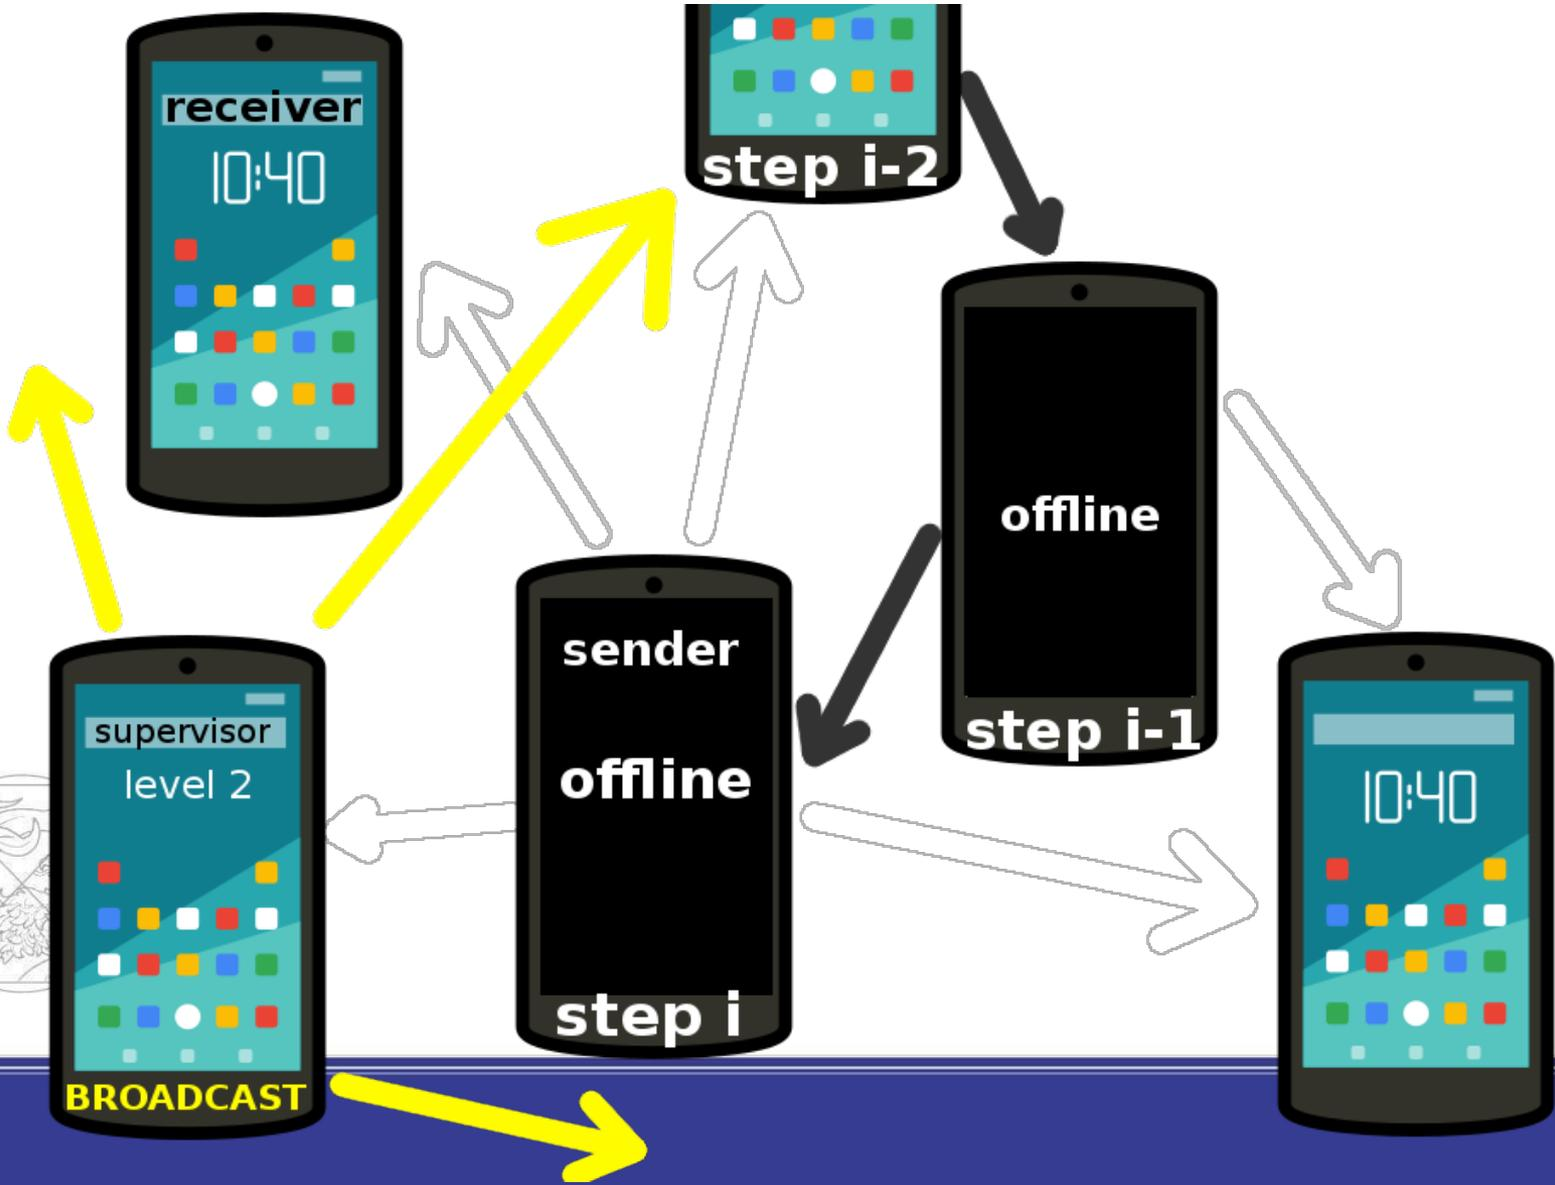 receiver
10:40
step i-2
offline
step i-1
sender
offline
step i
supervisor
level 2
BROADCAST
10:40